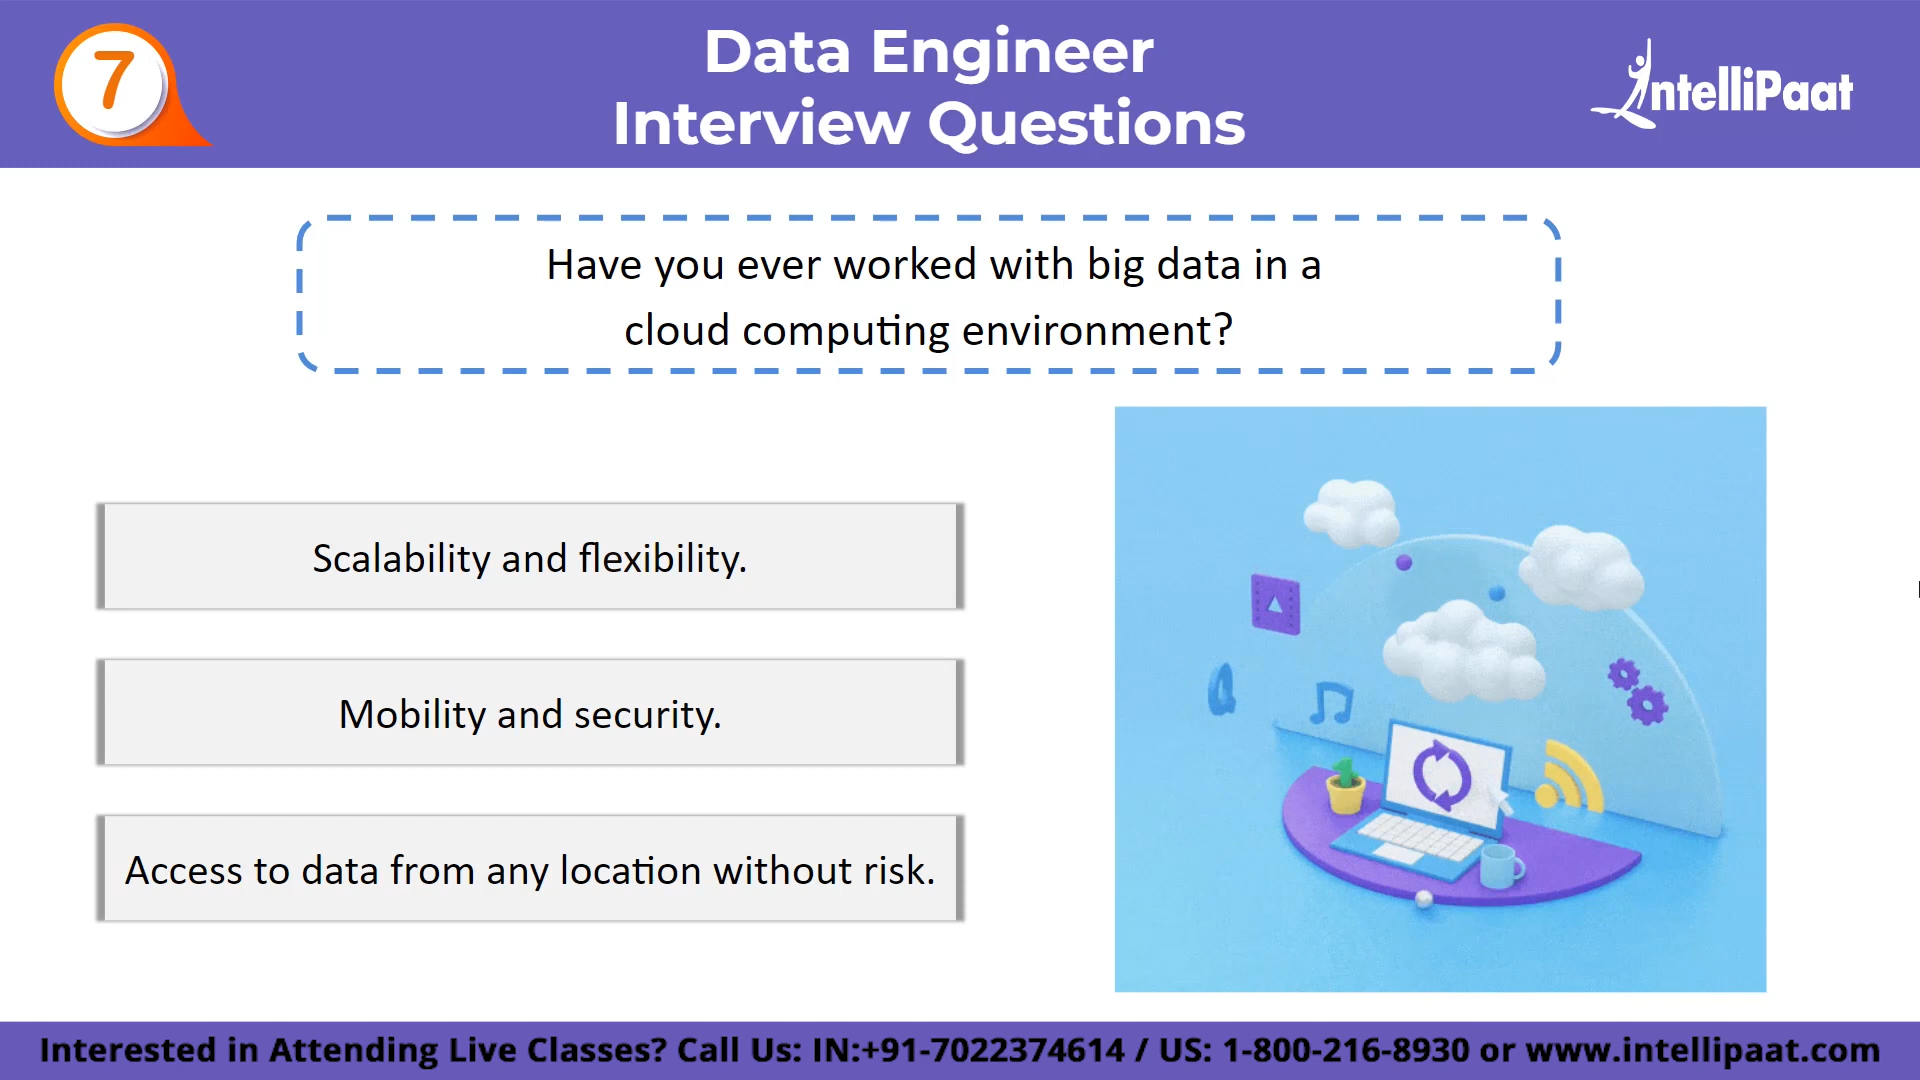 7
Data Engineer
Interview Questions
IntelliPaat
Have you ever worked with big data in a
cloud computing environment?
Scalability and flexibility.
Mobility and security.
Access to data from any location without risk.
Interested in Attending Live Classes? Call Us: IN:+91-7022374614 / US: 1-800-216-8930 or www.intellipaat.com